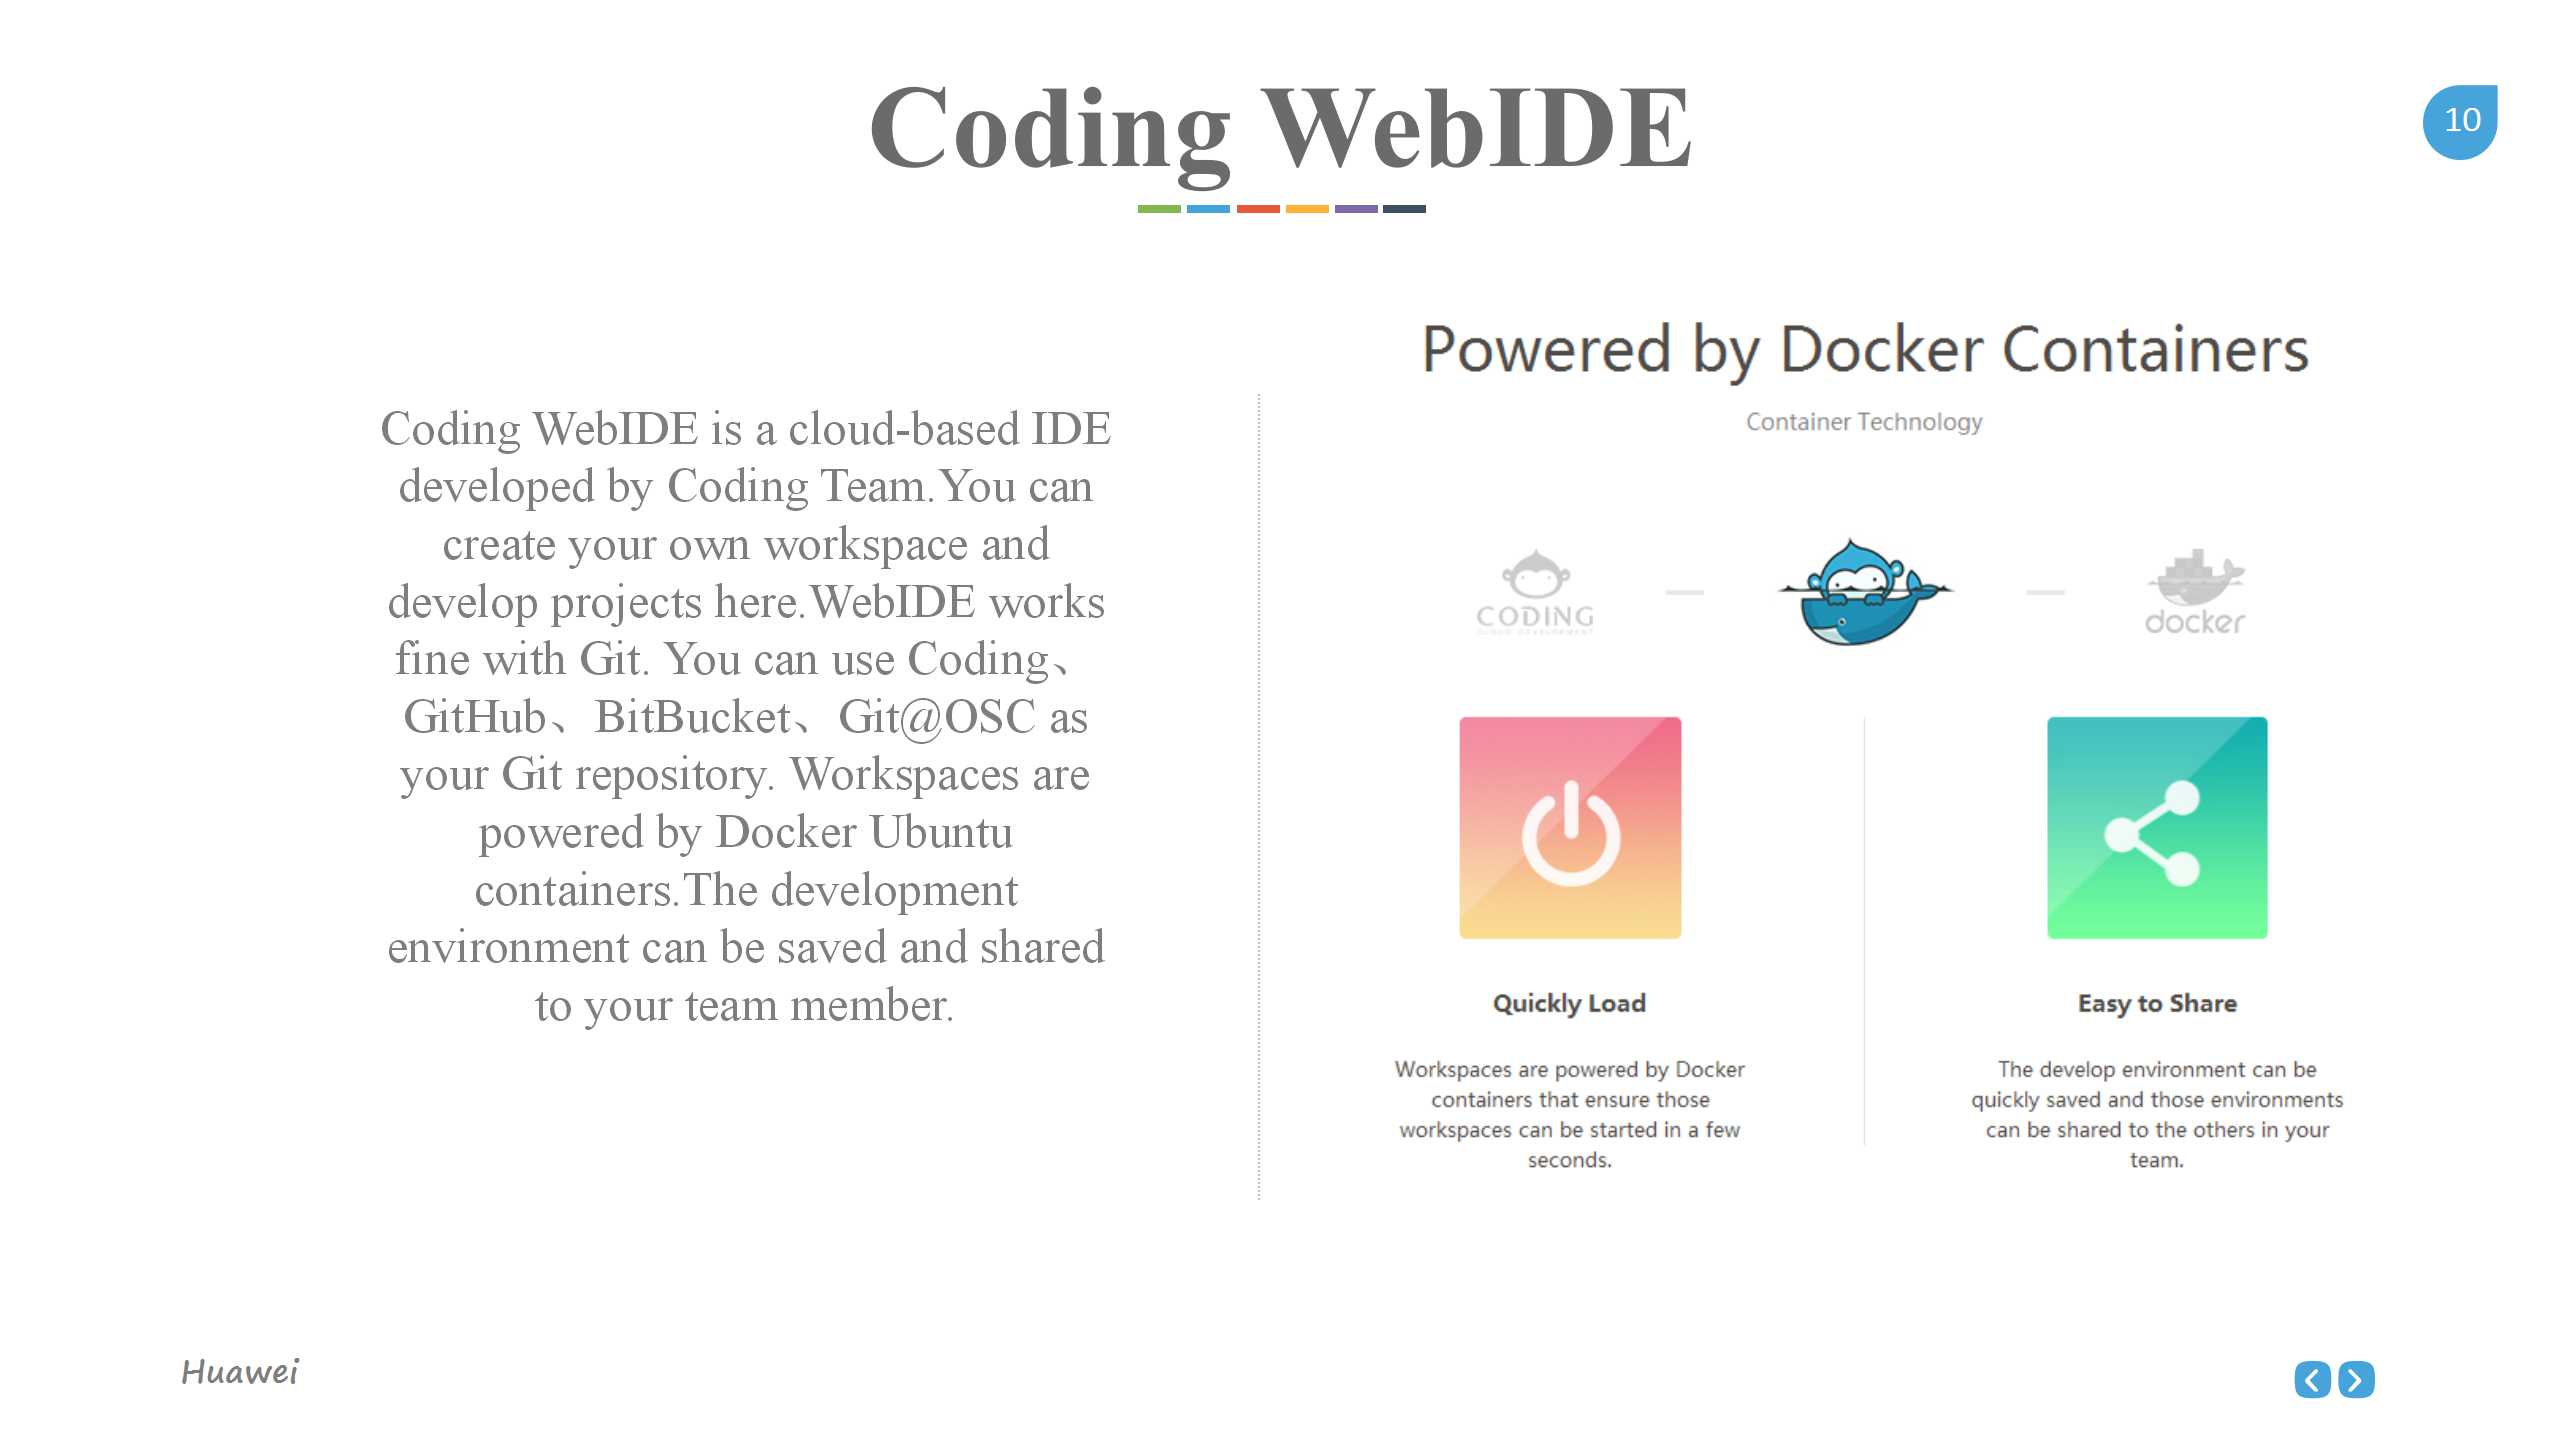 Coding WebIDE
10
Coding WebIDE is a cloud-based IDE
developed by Coding Team.You can
create your own workspace and
develop projects here.WebIDE works
fine with Git. You can use Coding、
GitHub、BitBucket、Git@OSC as
your Git repository. Workspaces are
powered by Docker Ubuntu
containers.The development
environment can be saved and shared
to your team member.
Powered by Docker Containers
Container Technology
CODING
CLOUD DEVELOPMENT
docker
Quickly Load
Workspaces are powered by Docker
containers that ensure those
workspaces can be started in a few
seconds.
Easy to Share
The develop environment can be
quickly saved and those environments
can be shared to the others in your
team.
Huawei